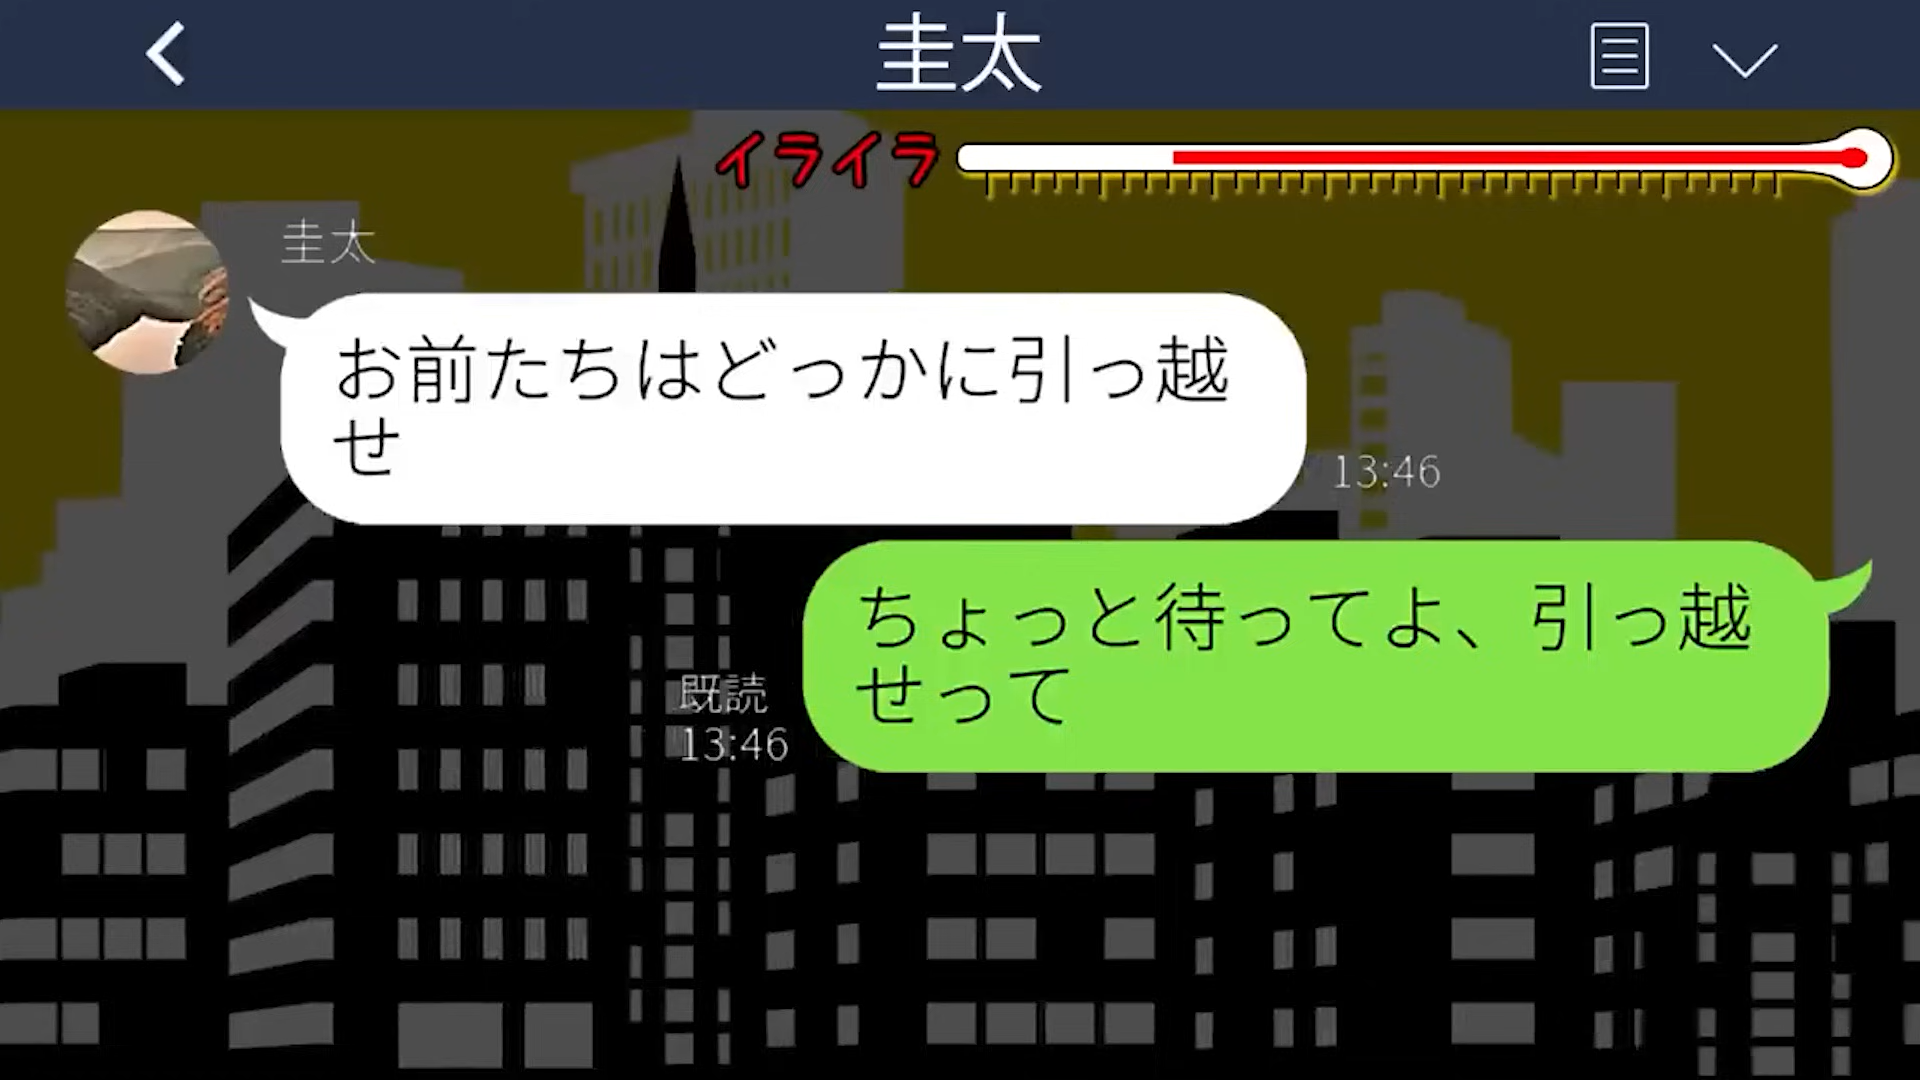 圭太
イライラ
圭太
お前たちはどっかに引っ越
せ
13:46
ちょっと待ってよ、引っ越
せって
既読
13:46